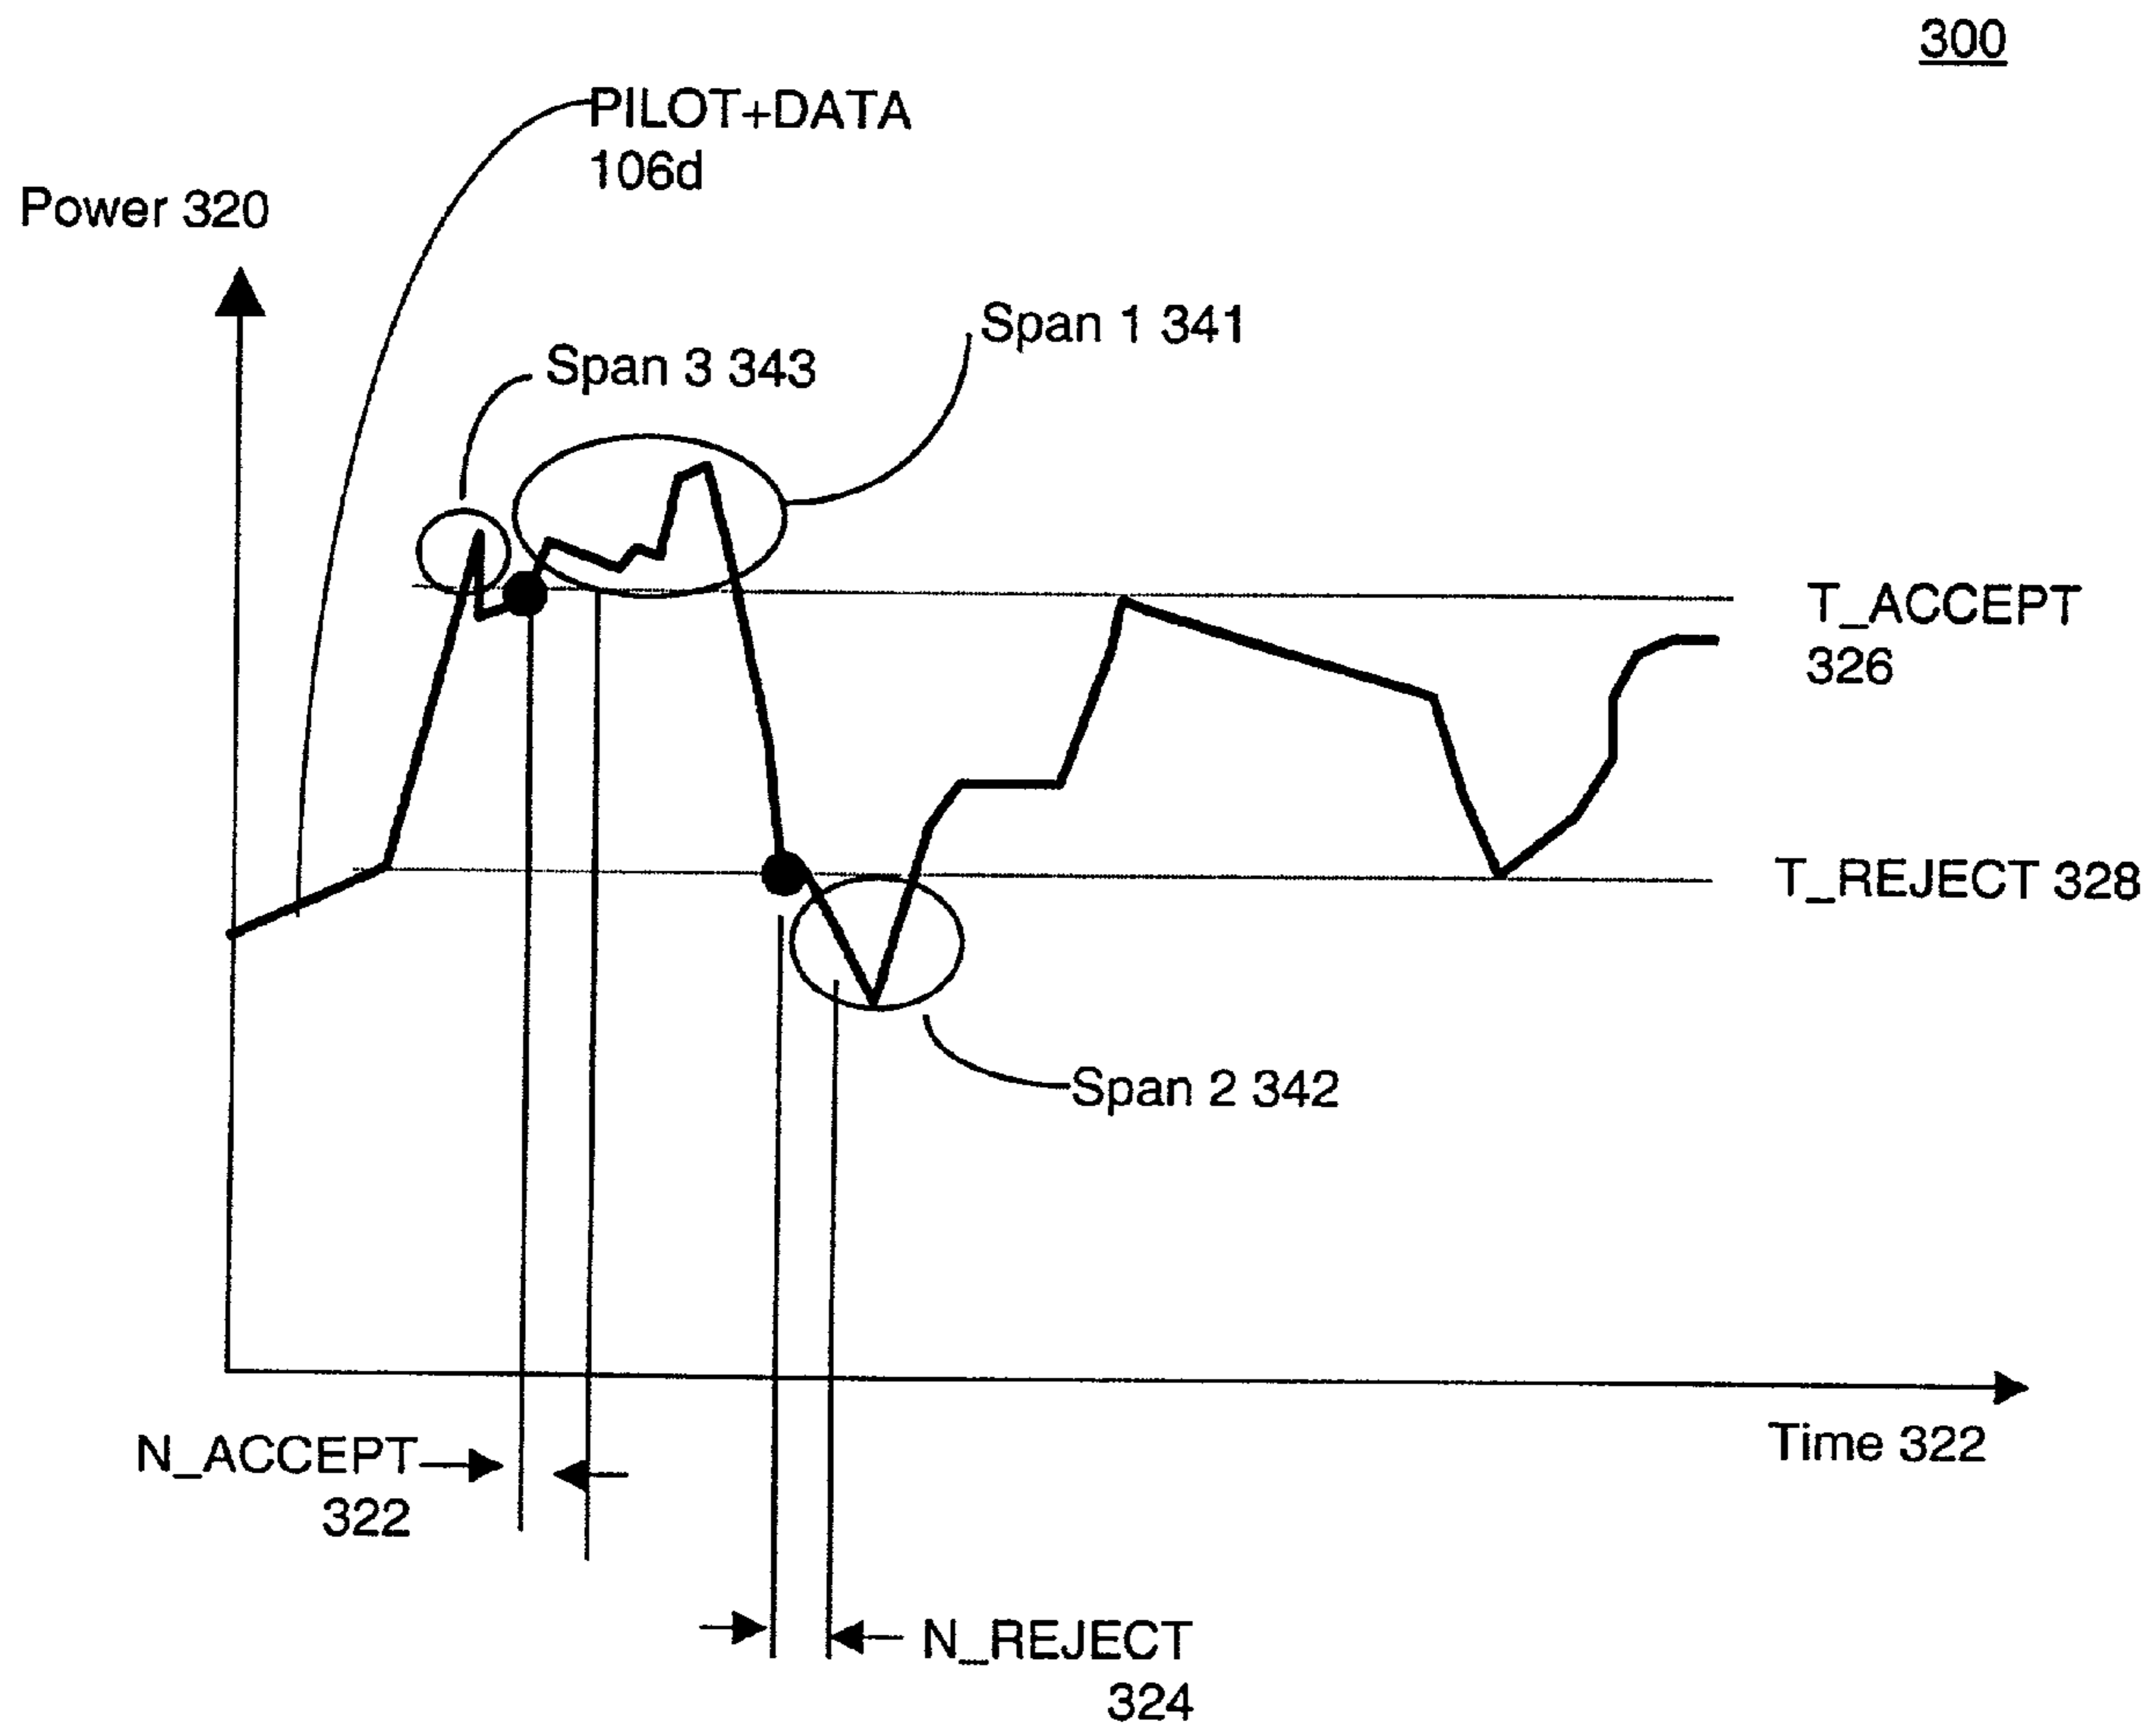 300
PILOT+DATA
106d
Power 320
Span 1 341
Span 3 343
T_ACCEPT
326
T_REJECT 328
Span 2 342
Time 322
N_ACCEPT
322
N_REJECT
324